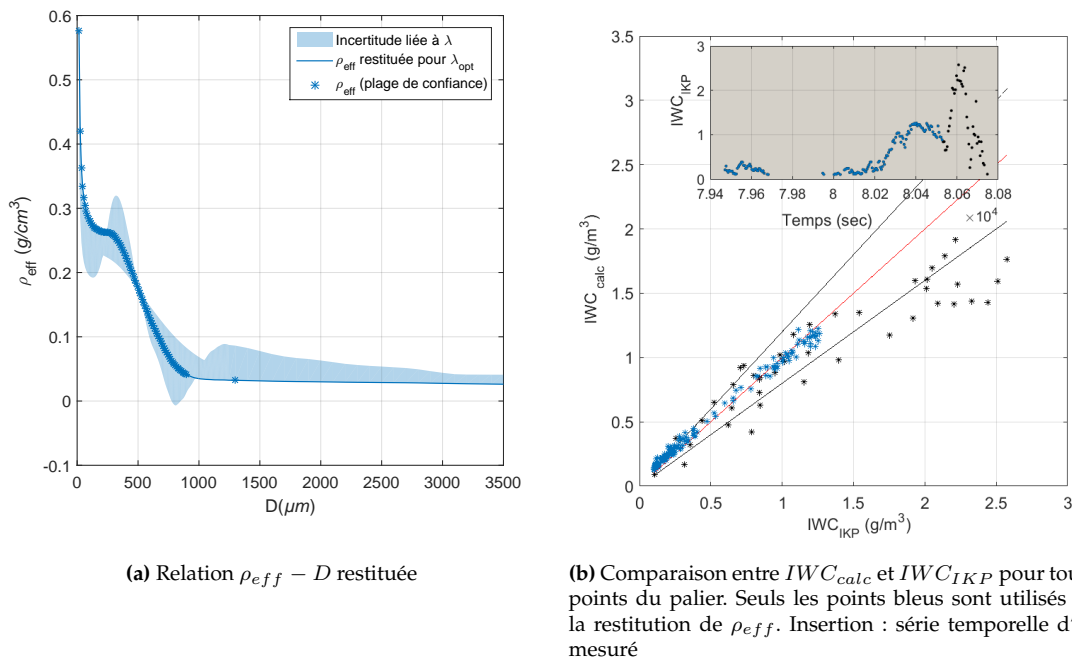 0.6
0.5
0.4
0.3
0.2
0.1
0
-0.1
ρeff (g/cm³)
0 500 1000 1500 2000 2500 3000 3500
D(μm)
Incertitude liée à λ
ρeff restituée pour λopt
ρeff (plage de confiance)
(a) Relation ρeff − D restituée
3.5
3
2.5
2
1.5
1
0.5
0
IWCcalc (g/m³)
0 0.5 1 1.5 2 2.5 3
IWCIKP (g/m³)
3
2
1
0
IWCIKP
7.94 7.96 7.98 8 8.02 8.04 8.06 8.08
Temps (sec)
×10⁴
(b) Comparaison entre IWCcalc et IWCIKP pour tou
points du palier. Seuls les points bleus sont utilisés
la restitution de ρeff. Insertion : série temporelle d'
mesuré